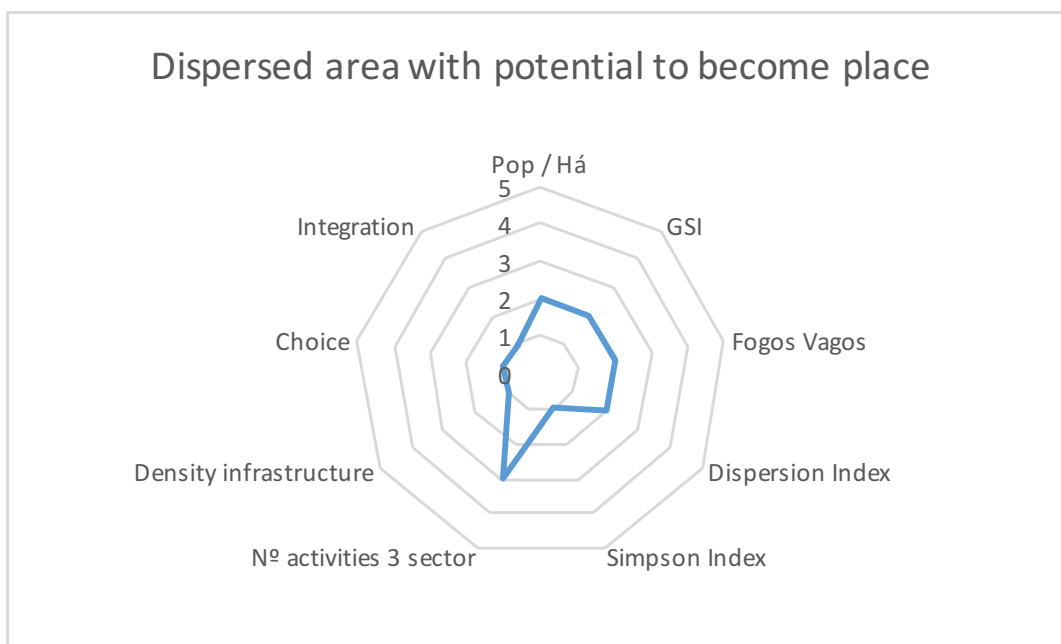 Dispersed area with potential to become place
Pop / Há
5
Integration
GSI
4
3
2
Choice
Fogos Vagos
1
0
Density infrastructure
Dispersion Index
Nº activities 3 sector
Simpson Index